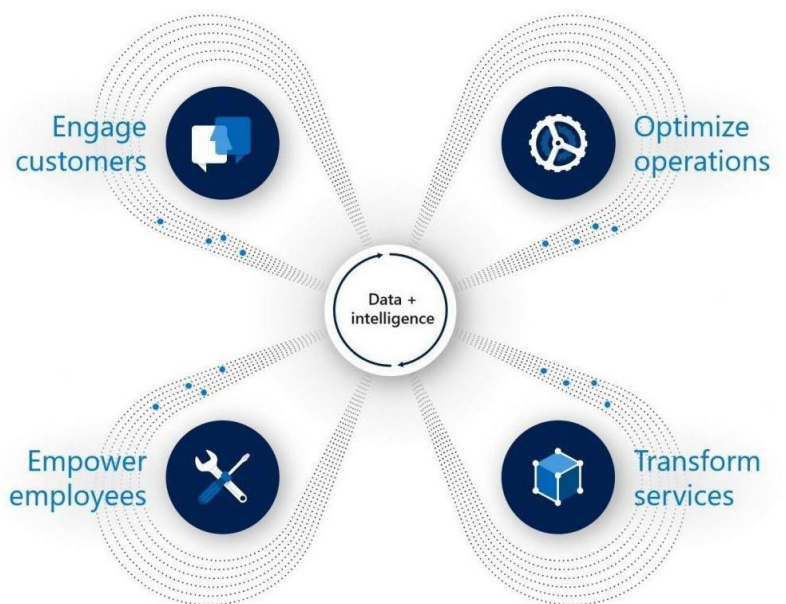 Engage
customers
Optimize
operations
Data +
intelligence
Empower
employees
Transform
services